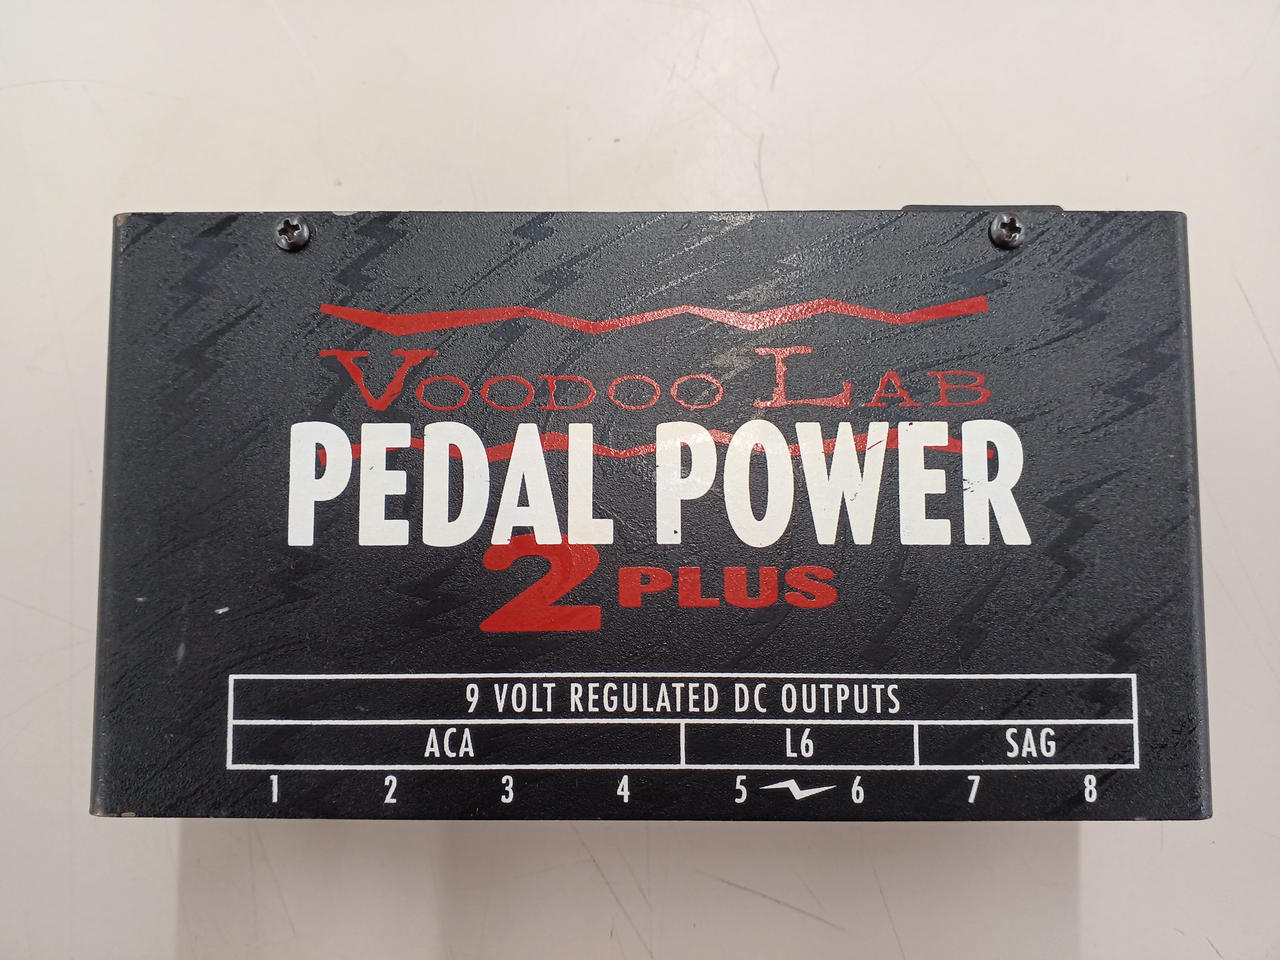 VOODOO LAB
PEDAL POWER
2 PLUS
9 VOLT REGULATED DC OUTPUTS
ACA L6 SAG
1 2 3 4 5 6 7 8